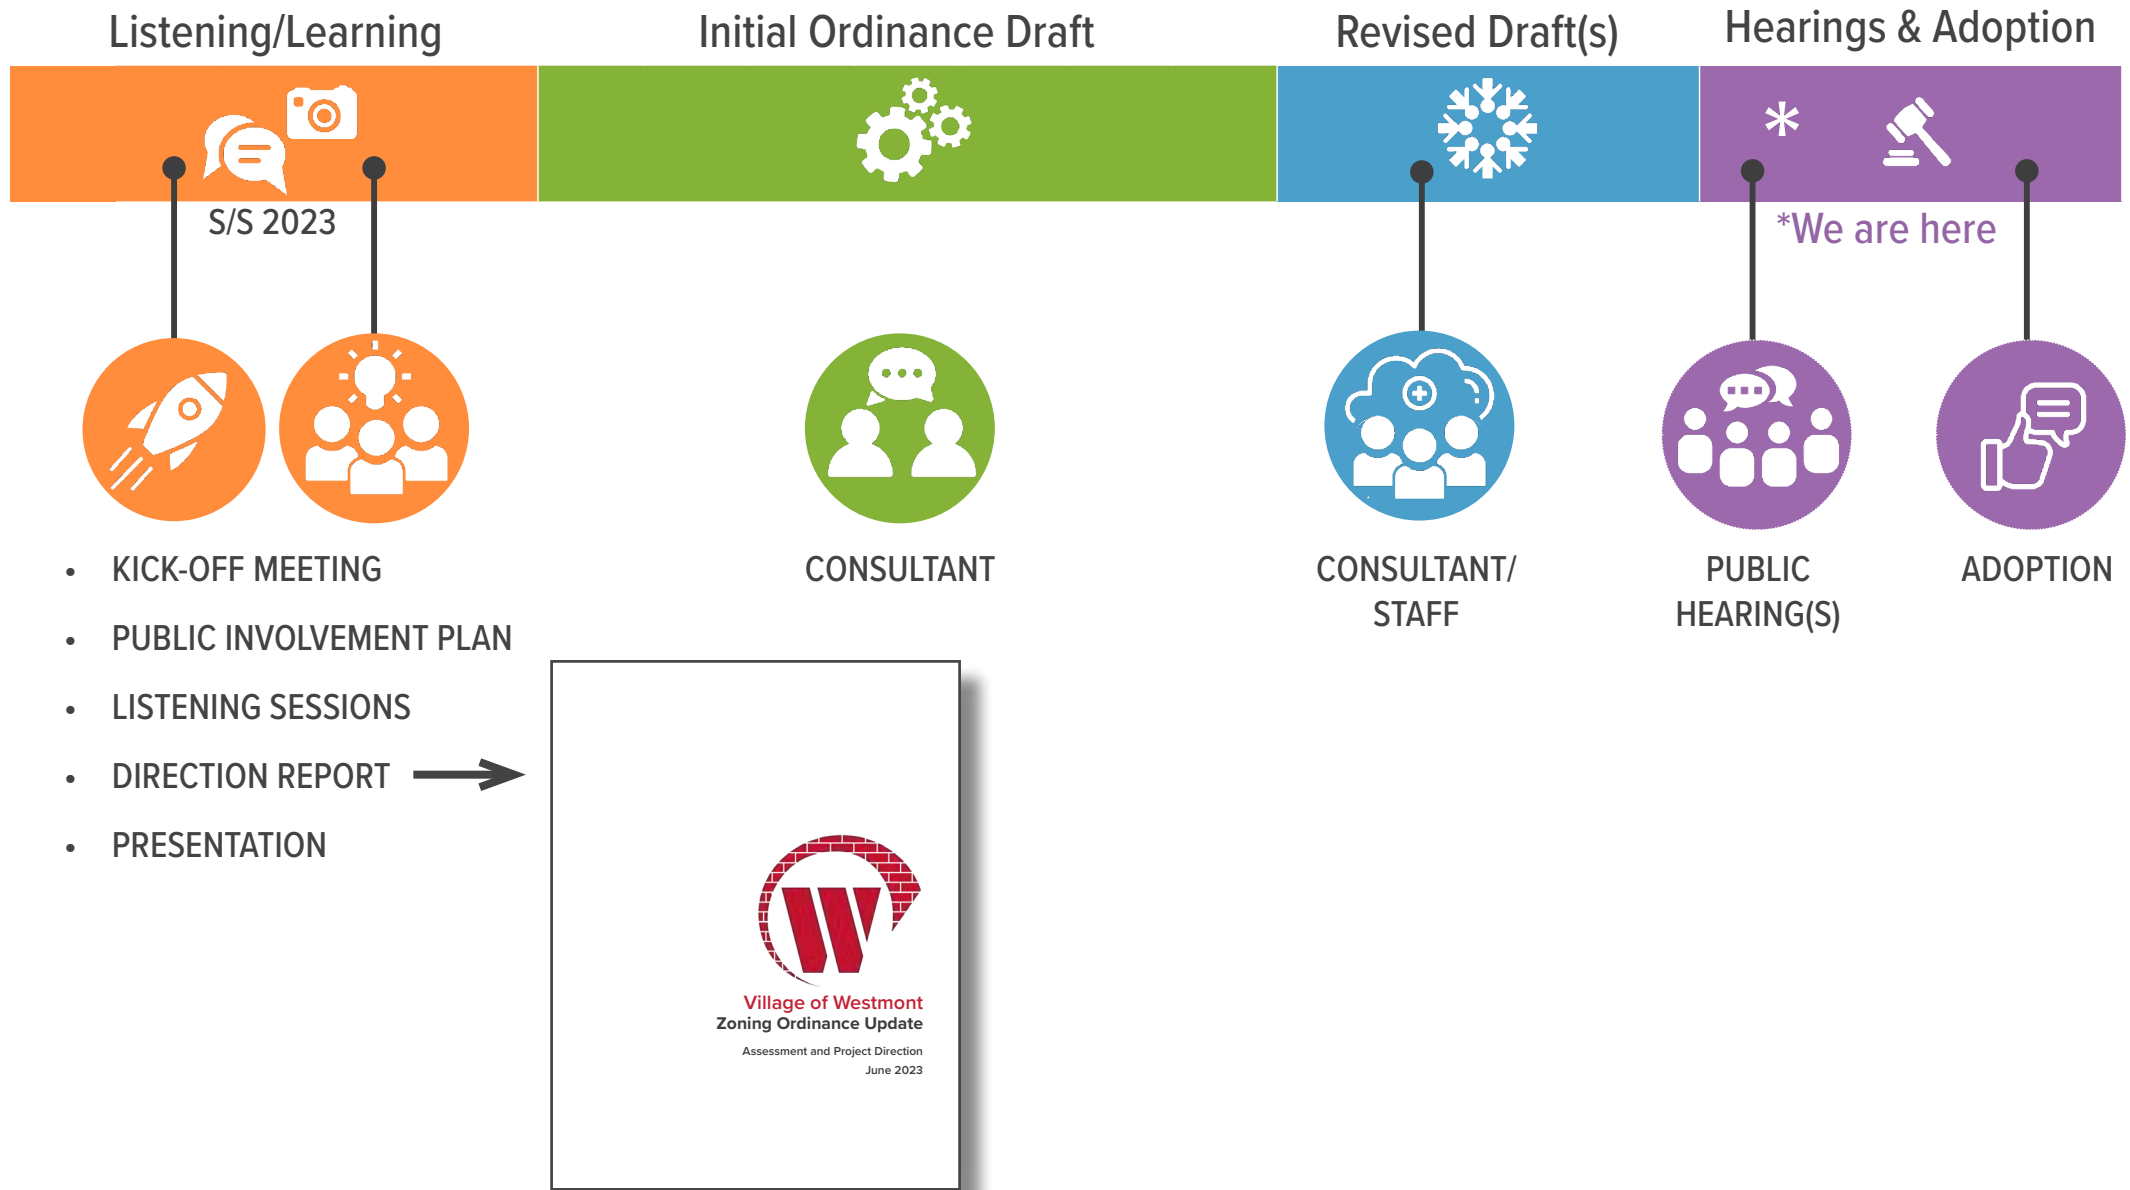 Listening/Learning
Initial Ordinance Draft
Revised Draft(s)
Hearings & Adoption
*
S/S 2023
*We are here
• KICK-OFF MEETING
• PUBLIC INVOLVEMENT PLAN
• LISTENING SESSIONS
• DIRECTION REPORT
• PRESENTATION
CONSULTANT
CONSULTANT/
STAFF
PUBLIC
HEARING(S)
ADOPTION
W
Village of Westmont
Zoning Ordinance Update
Assessment and Project Direction
June 2023